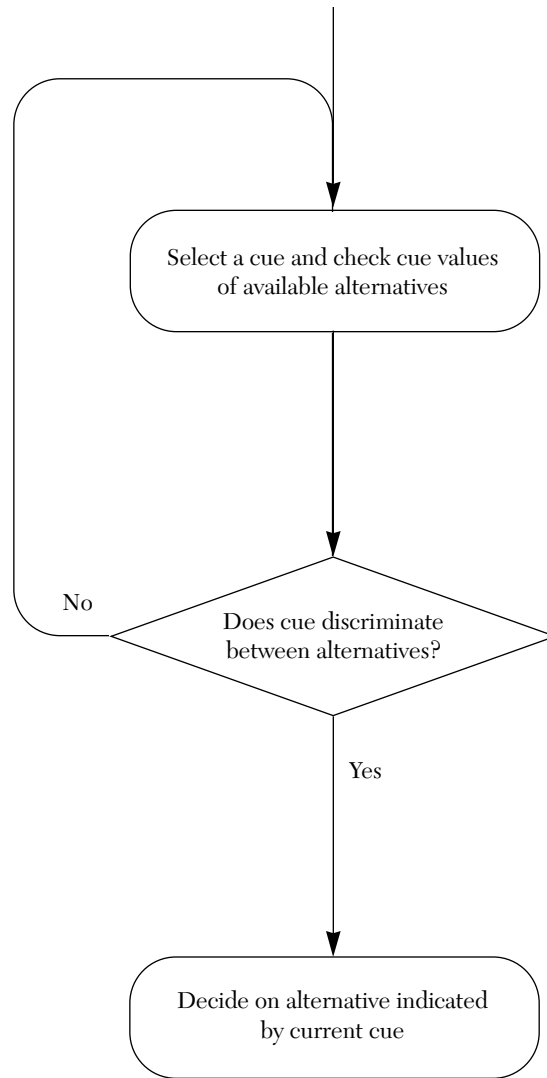 Select a cue and check cue values
of available alternatives
No
Does cue discriminate
between alternatives?
Yes
Decide on alternative indicated
by current cue